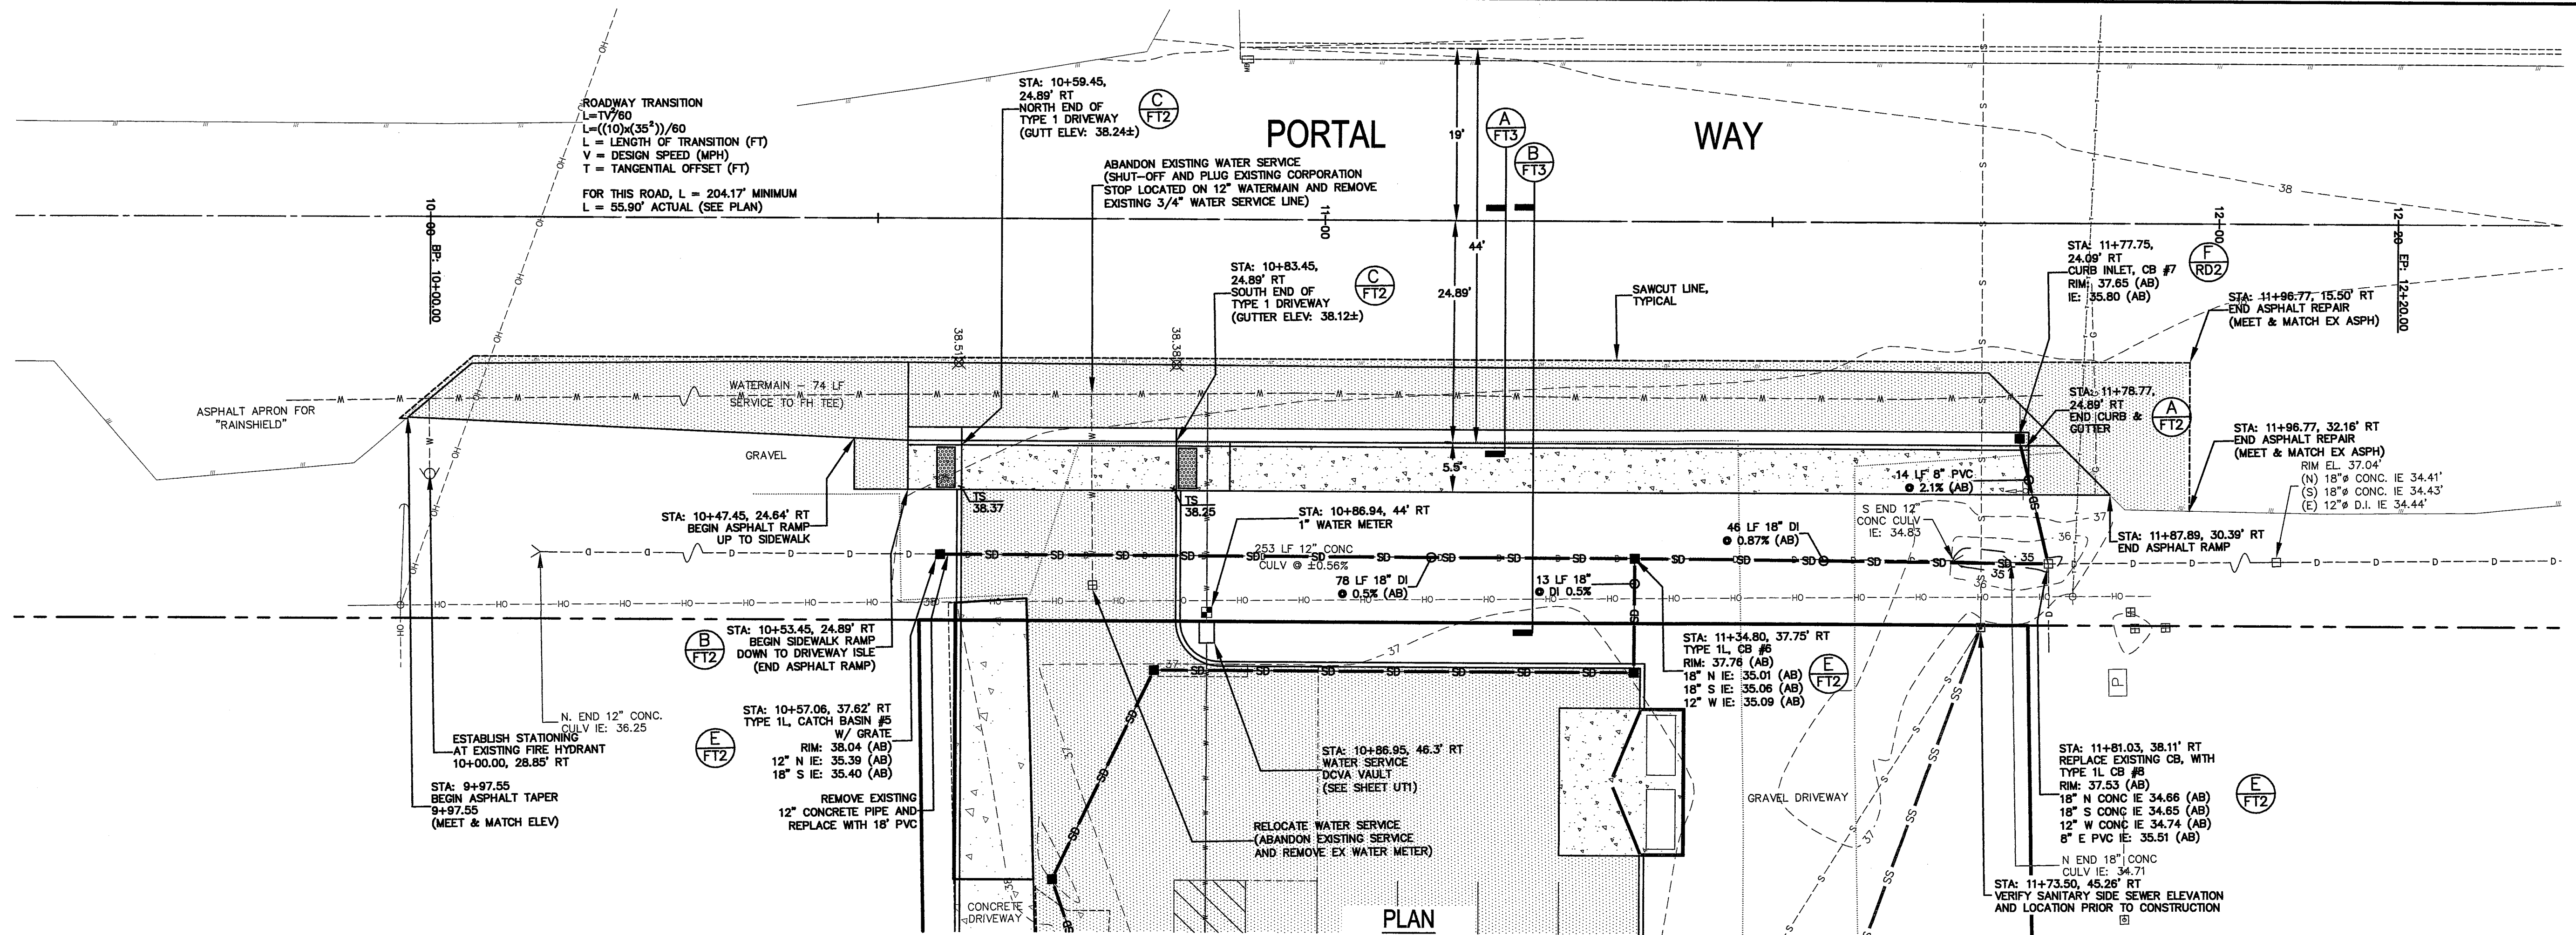 ROADWAY TRANSITION
L=TV²/60
L=((10)x(35²))/60
L = LENGTH OF TRANSITION (FT)
V = DESIGN SPEED (MPH)
T = TANGENTIAL OFFSET (FT)
FOR THIS ROAD, L = 204.17' MINIMUM
L = 55.90' ACTUAL (SEE PLAN)
STA: 10+59.45,
24.89' RT
NORTH END OF
TYPE 1 DRIVEWAY
(GUTT ELEV: 38.24±)
C
FT2
ABANDON EXISTING WATER SERVICE
(SHUT-OFF AND PLUG EXISTING CORPORATION
STOP LOCATED ON 12" WATERMAIN AND REMOVE
EXISTING 3/4" WATER SERVICE LINE)
PORTAL WAY
19'
44'
24.89'
5.5'
A
FT3
B
FT3
38
10+00
BP: 10+00.00
11+00
12+00
12+20
EP: 12+20.00
STA: 10+83.45,
24.89' RT
SOUTH END OF
TYPE 1 DRIVEWAY
(GUTTER ELEV: 38.12±)
C
FT2
SAWCUT LINE,
TYPICAL
STA: 11+77.75,
24.09' RT
CURB INLET, CB #7
RIM: 37.65 (AB)
IE: 35.80 (AB)
F
RD2
STA: 11+96.77, 15.50' RT
END ASPHALT REPAIR
(MEET & MATCH EX ASPH)
38.51
38.38
ASPHALT APRON FOR
"RAINSHIELD"
WATERMAIN - 74 LF
SERVICE TO FH TEE)
GRAVEL
STA: 11+78.77,
24.89' RT
END CURB &
GUTTER
A
FT2
STA: 11+96.77, 32.16' RT
END ASPHALT REPAIR
(MEET & MATCH EX ASPH)
RIM EL. 37.04'
(N) 18"ø CONC. IE 34.41'
(S) 18"ø CONC. IE 34.43'
(E) 12"ø D.I. IE 34.44'
14 LF 8" PVC
@ 2.1% (AB)
TS
38.37
TS
38.25
STA: 10+47.45, 24.64' RT
BEGIN ASPHALT RAMP
UP TO SIDEWALK
STA: 10+86.94, 44' RT
1" WATER METER
253 LF 12" CONC
CULV @ ±0.56%
78 LF 18" DI
@ 0.5% (AB)
13 LF 18"
@ DI 0.5%
46 LF 18" DI
@ 0.87% (AB)
S END 12"
CONC CULV
IE: 34.83
37
36
35
35
36
STA: 11+87.89, 30.39' RT
END ASPHALT RAMP
B
FT2
STA: 10+53.45, 24.89' RT
BEGIN SIDEWALK RAMP
DOWN TO DRIVEWAY ISLE
(END ASPHALT RAMP)
37
37
STA: 11+34.80, 37.75' RT
TYPE 1L, CB #6
RIM: 37.76 (AB)
18" N IE: 35.01 (AB)
18" S IE: 35.06 (AB)
12" W IE: 35.09 (AB)
E
FT2
P
N. END 12" CONC.
CULV IE: 36.25
ESTABLISH STATIONING
AT EXISTING FIRE HYDRANT
10+00.00, 28.85' RT
STA: 9+97.55
BEGIN ASPHALT TAPER
9+97.55
(MEET & MATCH ELEV)
E
FT2
STA: 10+57.06, 37.62' RT
TYPE 1L, CATCH BASIN #5
W/ GRATE
RIM: 38.04 (AB)
12" N IE: 35.39 (AB)
18" S IE: 35.40 (AB)
REMOVE EXISTING
12" CONCRETE PIPE AND
REPLACE WITH 18' PVC
STA: 10+86.95, 46.3' RT
WATER SERVICE
DCVA VAULT
(SEE SHEET UT1)
RELOCATE WATER SERVICE
(ABANDON EXISTING SERVICE
AND REMOVE EX WATER METER)
37
38
GRAVEL DRIVEWAY
37
STA: 11+81.03, 38.11' RT
REPLACE EXISTING CB, WITH
TYPE 1L CB #8
RIM: 37.53 (AB)
18" N CONC IE 34.66 (AB)
18" S CONC IE 34.65 (AB)
12" W CONC IE 34.74 (AB)
8" E PVC IE: 35.51 (AB)
E
FT2
N END 18" CONC
CULV IE: 34.71
STA: 11+73.50, 45.26' RT
VERIFY SANITARY SIDE SEWER ELEVATION
AND LOCATION PRIOR TO CONSTRUCTION
CONCRETE
DRIVEWAY
PLAN